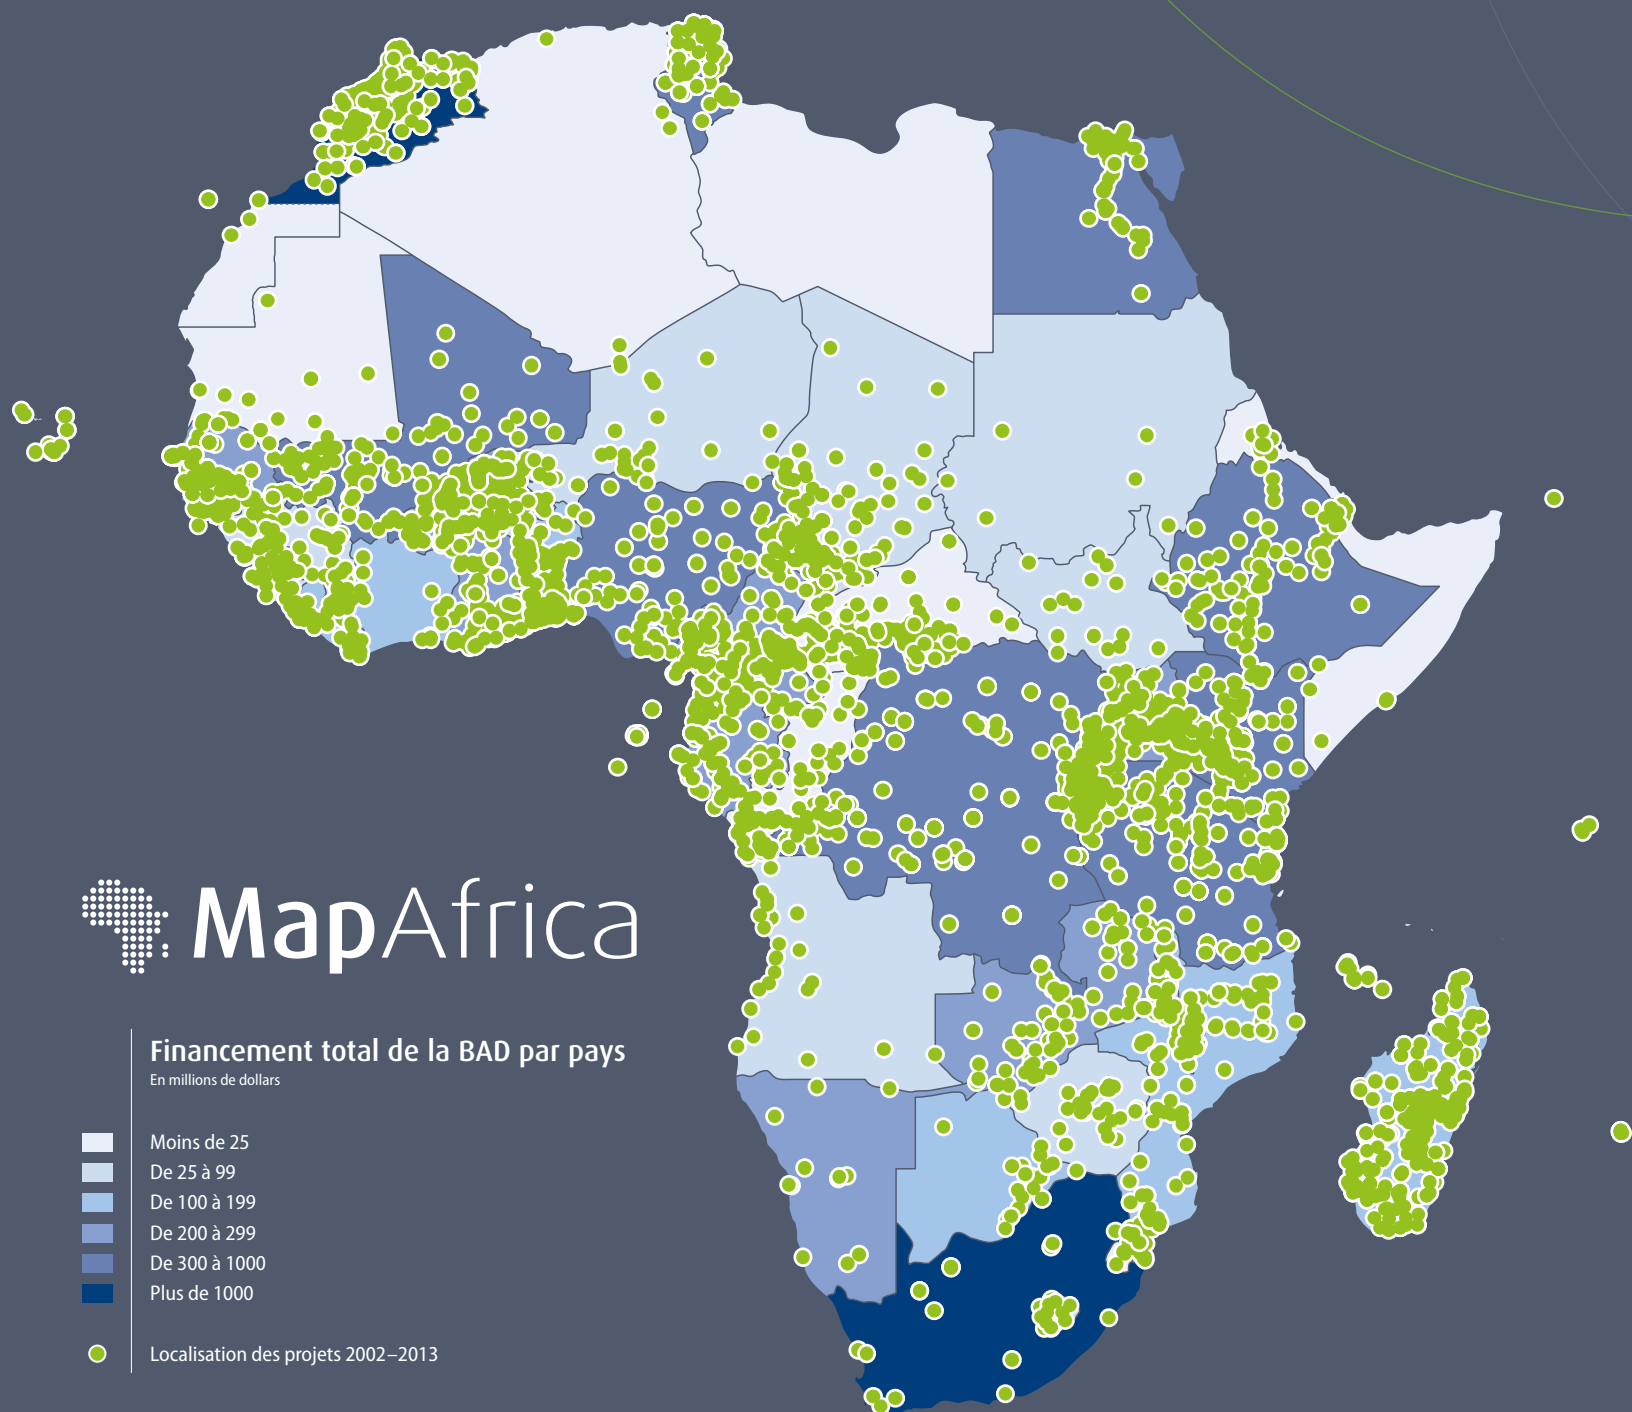 MapAfrica
Financement total de la BAD par pays
En millions de dollars
Moins de 25
De 25 à 99
De 100 à 199
De 200 à 299
De 300 à 1000
Plus de 1000
Localisation des projets 2002–2013